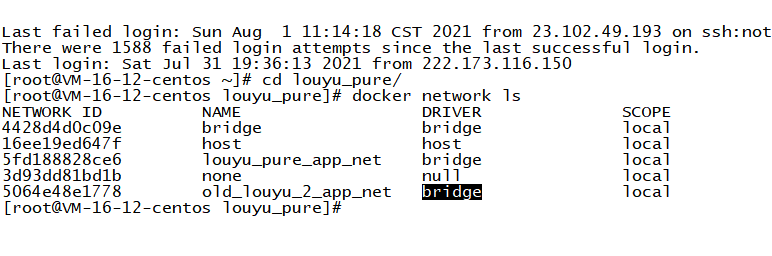 Last failed login: Sun Aug  1 11:14:18 CST 2021 from 23.102.49.193 on ssh:not
There were 1588 failed login attempts since the last successful login.
Last login: Sat Jul 31 19:36:13 2021 from 222.173.116.150
[root@VM-16-12-centos ~]# cd louyu_pure/
[root@VM-16-12-centos louyu_pure]# docker network ls
NETWORK ID          NAME                  DRIVER              SCOPE
4428d4d0c09e        bridge                bridge              local
16ee19ed647f        host                  host                local
5fd188828ce6        louyu_pure_app_net    bridge              local
3d93dd81bd1b        none                  null                local
5064e48e1778        old_louyu_2_app_net   bridge              local
[root@VM-16-12-centos louyu_pure]#